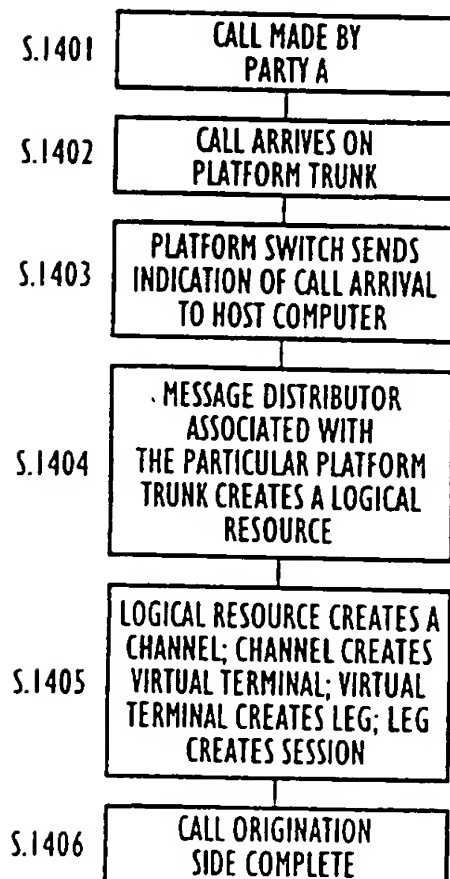 S.1401
CALL MADE BY
PARTY A
S.1402
CALL ARRIVES ON
PLATFORM TRUNK
S.1403
PLATFORM SWITCH SENDS
INDICATION OF CALL ARRIVAL
TO HOST COMPUTER
S.1404
MESSAGE DISTRIBUTOR
ASSOCIATED WITH
THE PARTICULAR PLATFORM
TRUNK CREATES A LOGICAL
RESOURCE
S.1405
LOGICAL RESOURCE CREATES A
CHANNEL; CHANNEL CREATES
VIRTUAL TERMINAL; VIRTUAL
TERMINAL CREATES LEG; LEG
CREATES SESSION
S.1406
CALL ORIGINATION
SIDE COMPLETE